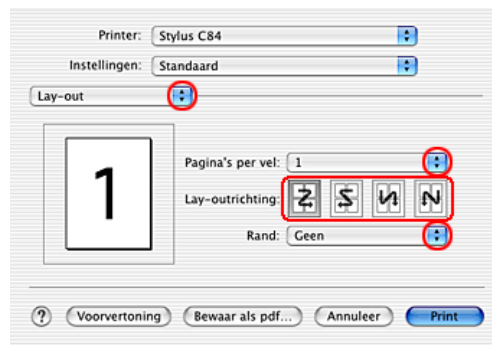 Printer: Stylus C84
Instellingen: Standaard
Lay-out
1
Pagina's per vel: 1
Lay-outrichting:
Rand: Geen
? Voorvertoning Bewaar als pdf... Annuleer Print